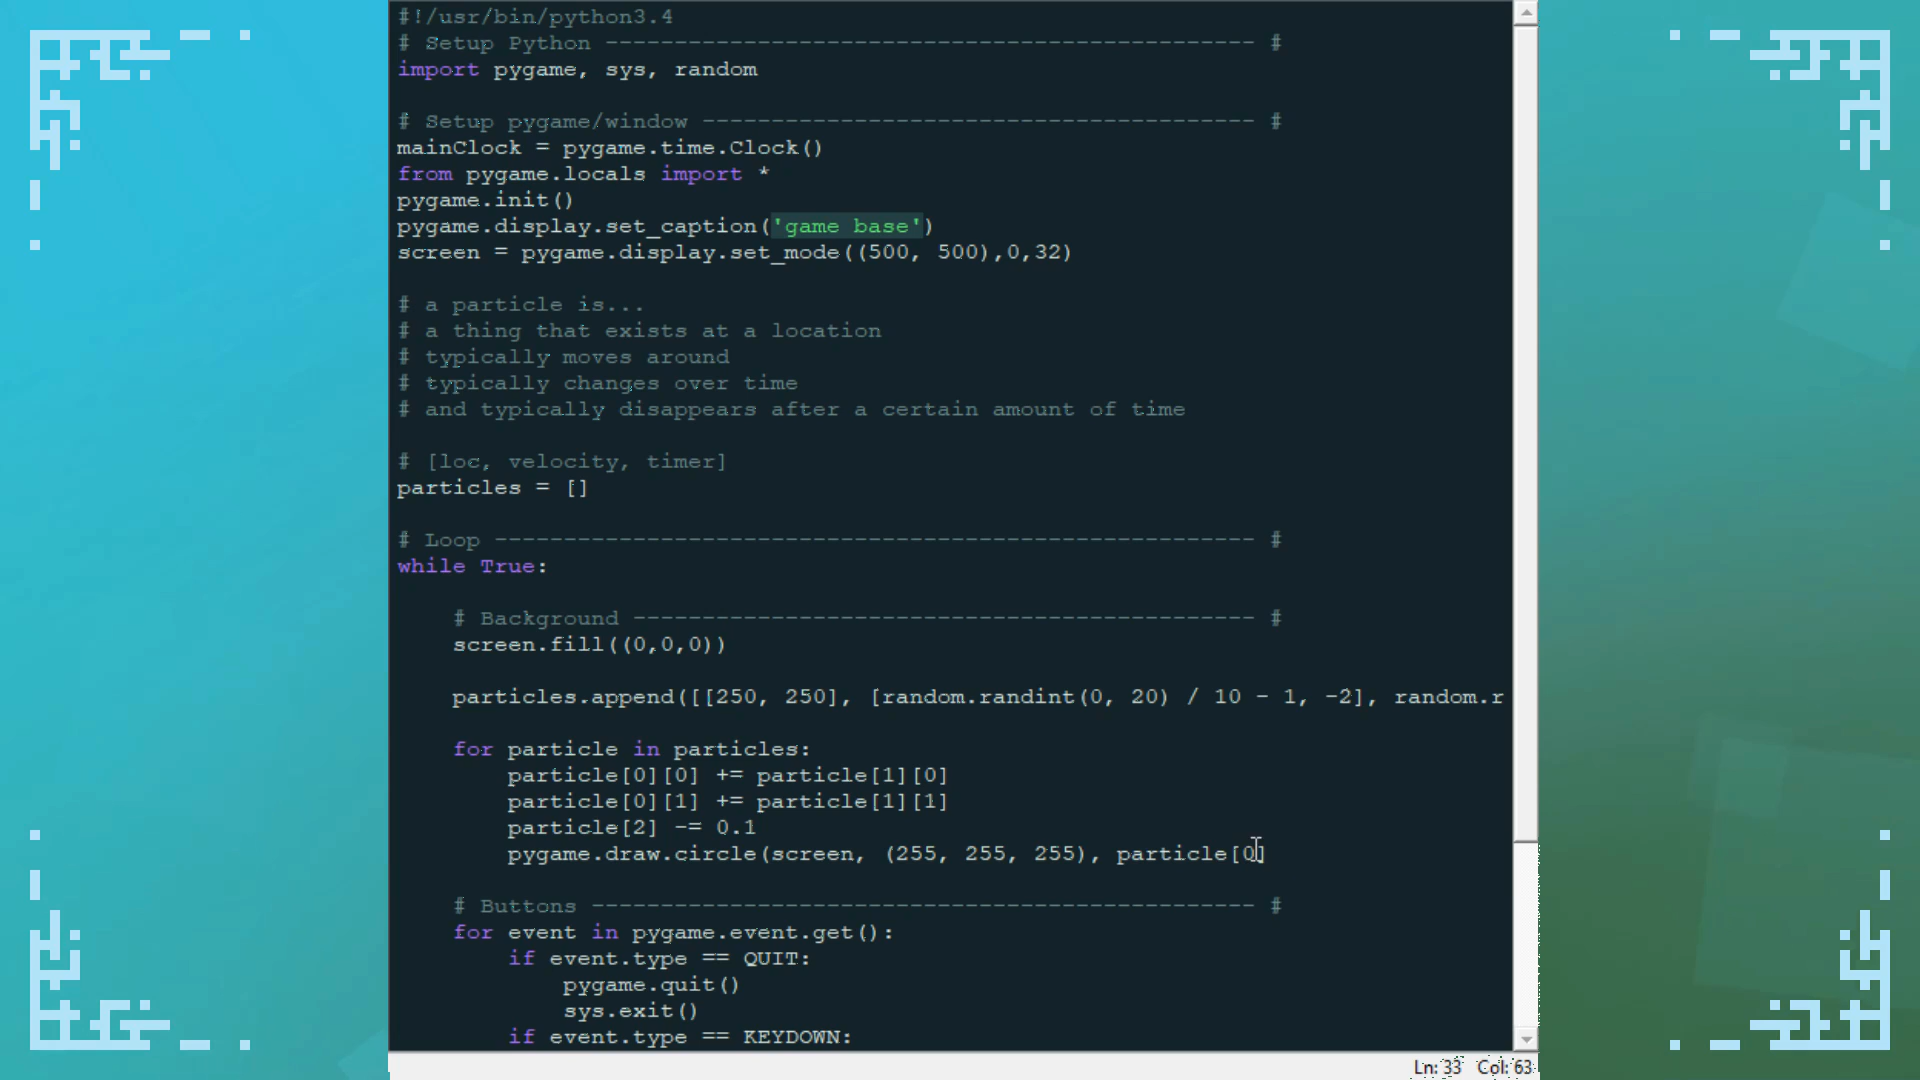 #!/usr/bin/python3.4
# Setup Python ----------------------------------------------- #
import pygame, sys, random
# Setup pygame/window ---------------------------------------- #
mainClock = pygame.time.Clock()
from pygame.locals import *
pygame.init()
pygame.display.set_caption('game base')
screen = pygame.display.set_mode((500, 500),0,32)
# a particle is...
# a thing that exists at a location
# typically moves around
# typically changes over time
# and typically disappears after a certain amount of time
# [loc, velocity, timer]
particles = []
# Loop ------------------------------------------------------- #
while True:
# Background --------------------------------------------- #
screen.fill((0,0,0))
particles.append([[250, 250], [random.randint(0, 20) / 10 - 1, -2], random.r
for particle in particles:
particle[0][0] += particle[1][0]
particle[0][1] += particle[1][1]
particle[2] -= 0.1
pygame.draw.circle(screen, (255, 255, 255), particle[0]
# Buttons ------------------------------------------------ #
for event in pygame.event.get():
if event.type == QUIT:
pygame.quit()
sys.exit()
if event.type == KEYDOWN:
Ln: 33 Col: 63